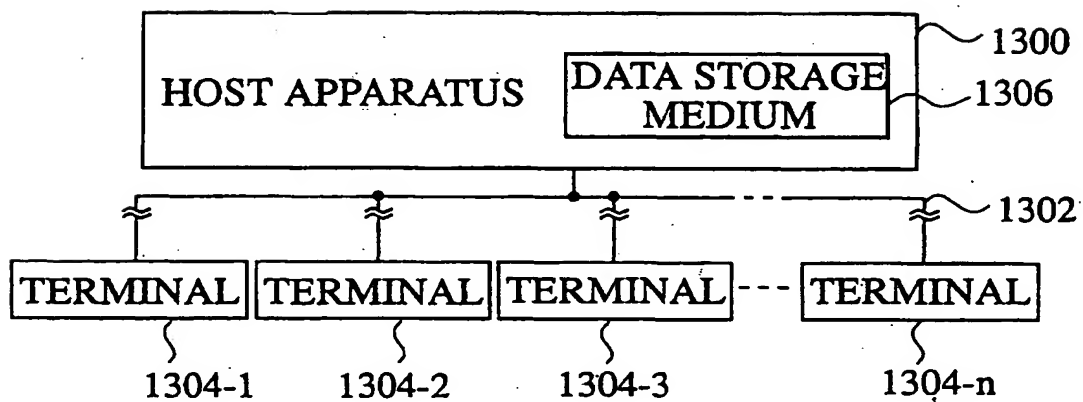 1300
HOST APPARATUS
DATA STORAGE
MEDIUM
1306
1302
TERMINAL
TERMINAL
TERMINAL
TERMINAL
1304-1
1304-2
1304-3
1304-n